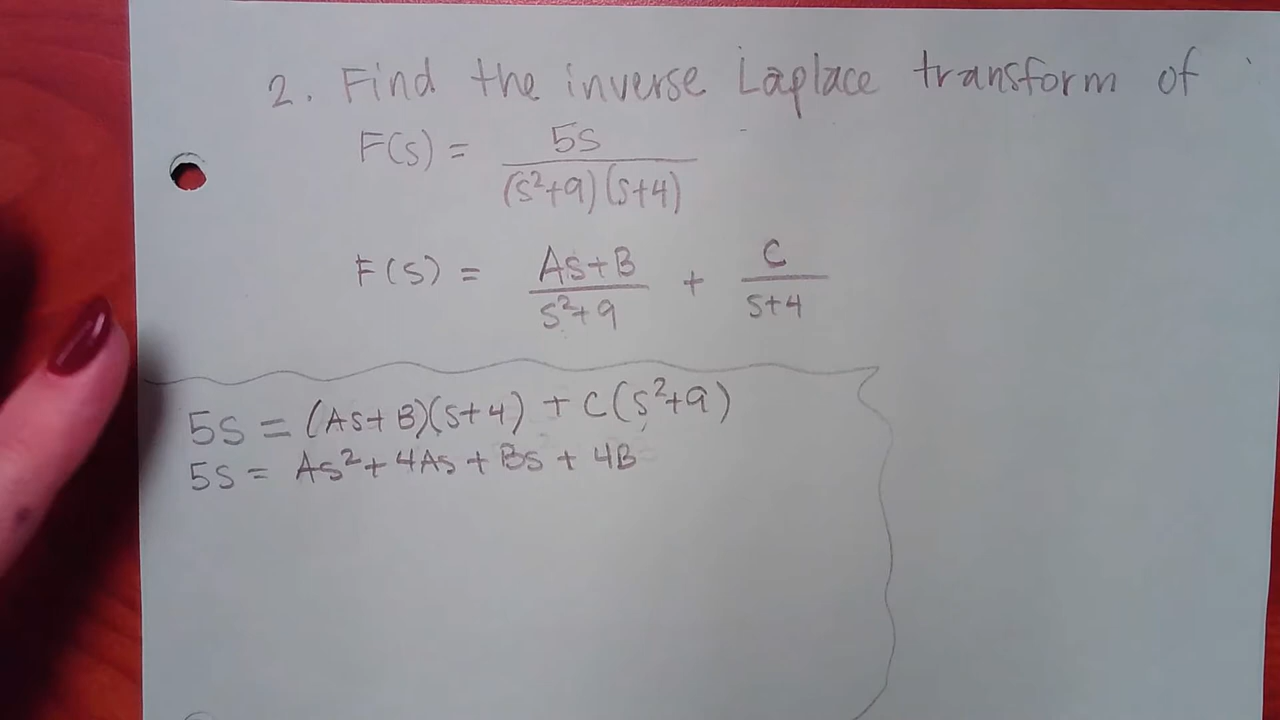 2. Find the inverse Laplace transform of
F(s) = 5s / (s²+9)(s+4)
F(s) = As+B / s²+9 + C / s+4
5s = (As+B)(s+4) + C(s²+9)
5s = As²+4As+Bs+4B